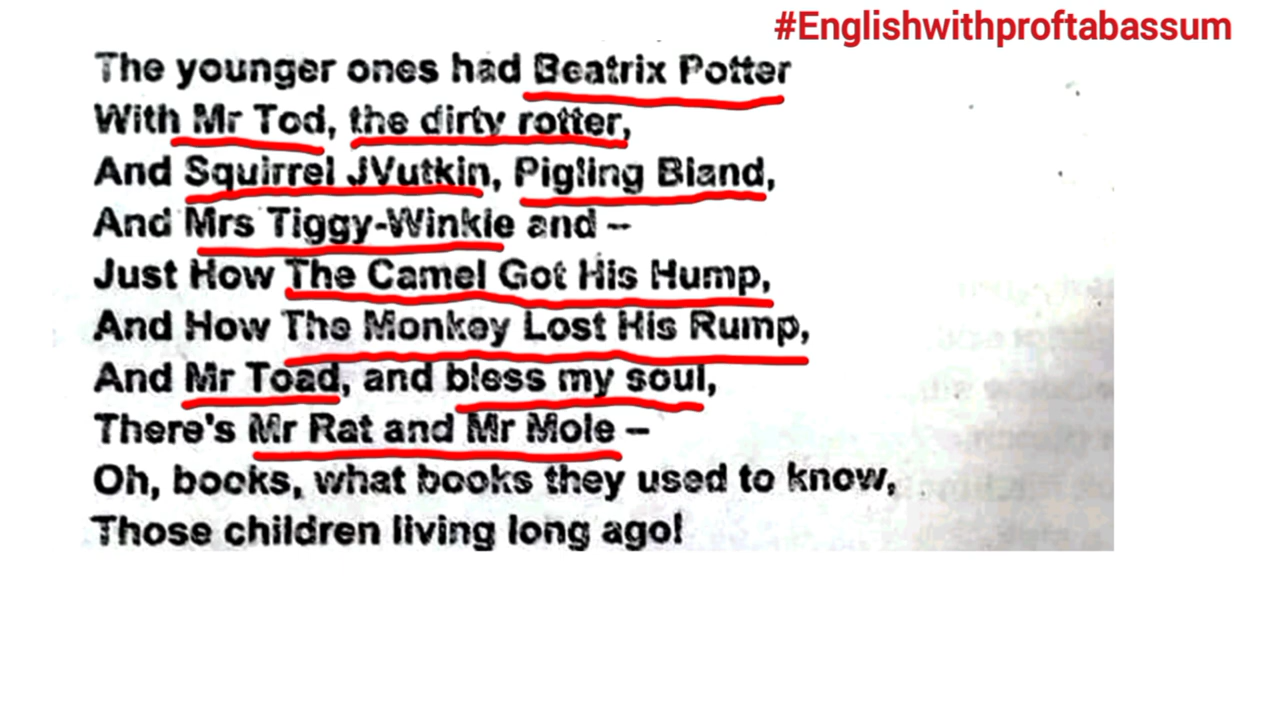 #Englishwithproftabassum
The younger ones had Beatrix Potter
With Mr Tod, the dirty rotter,
And Squirrel JVutkin, Pigling Bland,
And Mrs Tiggy-Winkie and --
Just How The Camel Got His Hump,
And How The Monkey Lost His Rump,
And Mr Toad, and bless my soul,
There's Mr Rat and Mr Mole –
Oh, books, what books they used to know,
Those children living long ago!